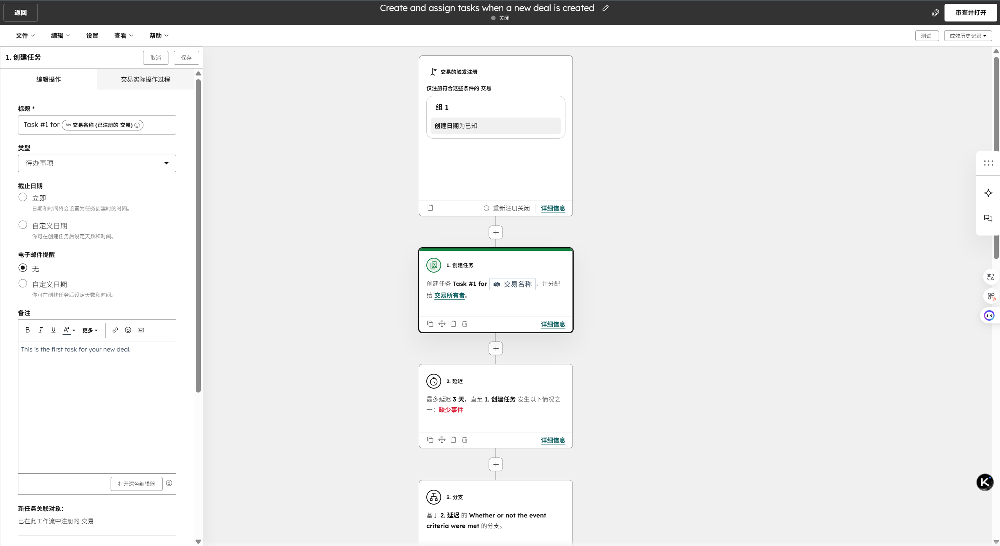 返回
Create and assign tasks when a new deal is created
关闭
审查并打开
文件
编辑
设置
查看
帮助
测试
成效历史记录
1. 创建任务
取消
保存
编辑操作
交易实际操作过程
标题 *
Task #1 for Abc 交易名称 (已注册的 交易)
类型
待办事项
截止日期
立即
日期和时间将会设置为任务创建时的时间。
自定义日期
你可在创建任务后设定天数和时间。
电子邮件提醒
无
自定义日期
你可在创建任务后设定天数和时间。
备注
B I U A 更多
This is the first task for your new deal.
打开深色编辑器
新任务关联对象：
已在此工作流中注册的 交易
交易的触发注册
仅注册符合这些条件的 交易
组 1
创建日期为已知
重新注册关闭
详细信息
1. 创建任务
创建任务 Task #1 for 交易名称 ，并分配
给 交易所有者。
详细信息
2. 延迟
最多延迟 3 天，直至 1. 创建任务 发生以下情况之
一：缺少事件
详细信息
3. 分支
基于 2. 延迟 的 Whether or not the event
criteria were met 的分支。
K